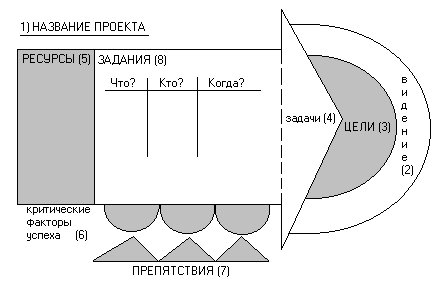 1) НАЗВАНИЕ ПРОЕКТА
РЕСУРСЫ (5)
ЗАДАНИЯ (8)
Что? Кто? Когда?
задачи (4)
ЦЕЛИ (3)
видение (2)
критические
факторы
успеха (6)
ПРЕПЯТСТВИЯ (7)